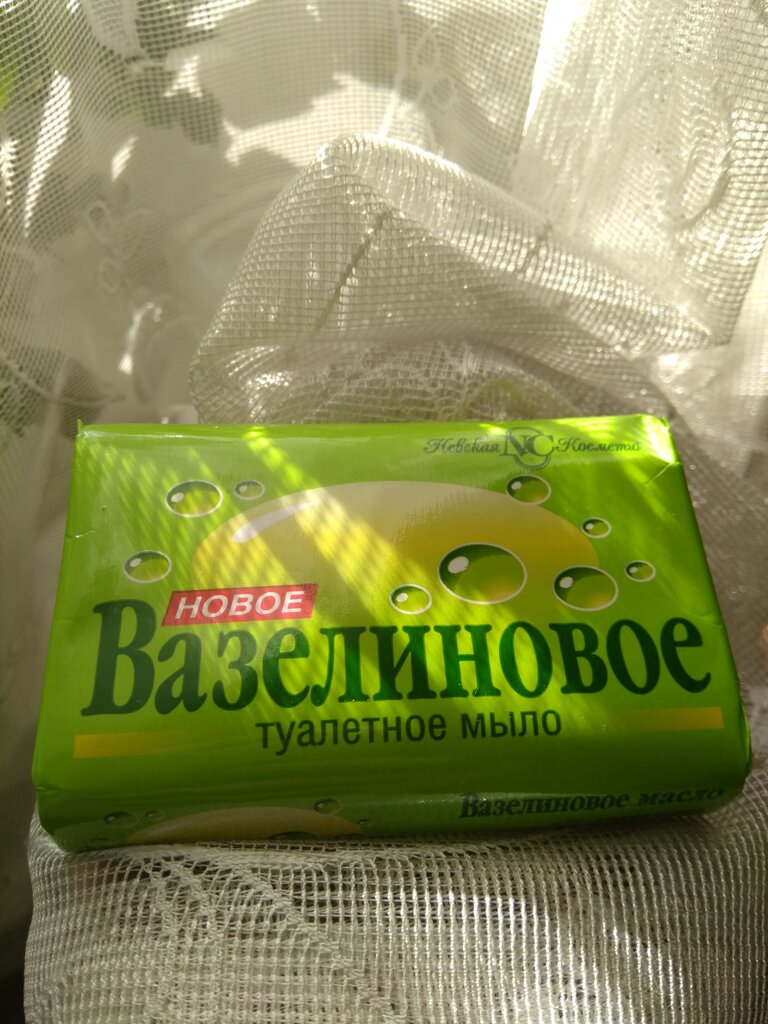 Невская NC Косметика
НОВОЕ
Вазелиновое
туалетное мыло
Вазелиновое масло